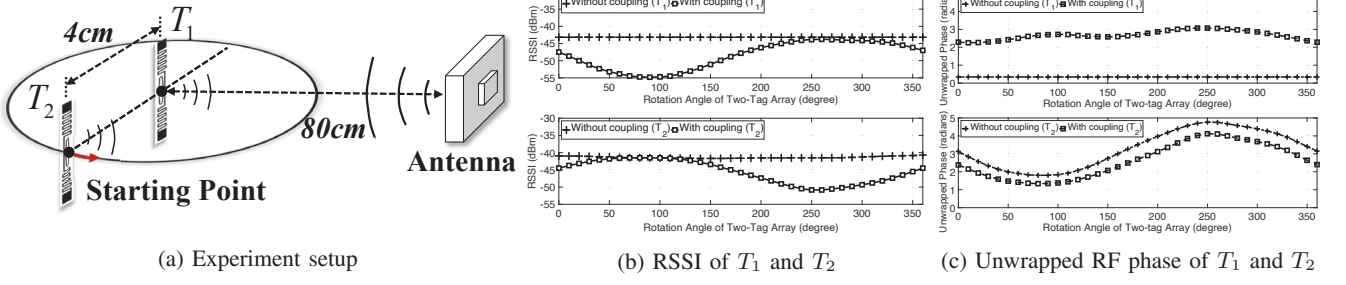 4cm
T1
T2
80cm
Antenna
Starting Point
(a) Experiment setup
Without coupling (T1) With coupling (T1)
RSSI (dBm)
-35
-40
-45
-50
-55
0 50 100 150 200 250 300 350
Rotation Angle of Two-Tag Array (degree)
Without coupling (T2) With coupling (T2)
RSSI (dBm)
-30
-35
-40
-45
-50
-55
0 50 100 150 200 250 300 350
Rotation Angle of Two-Tag Array (degree)
(b) RSSI of T1 and T2
Without coupling (T1) With coupling (T1)
Unwrapped Phase (radians)
4
3
2
1
0
0 50 100 150 200 250 300 350
Rotation Angle of Two-tag Array (degree)
Without coupling (T2) With coupling (T2)
Unwrapped Phase (radians)
5
4
3
2
1
0
0 50 100 150 200 250 300 350
Rotation Angle of Two-tag Array (degree)
(c) Unwrapped RF phase of T1 and T2